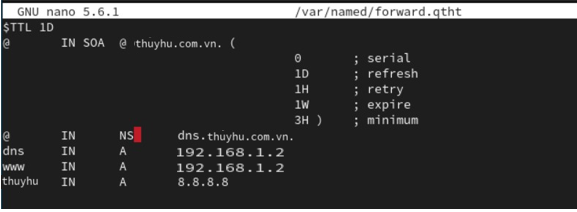 GNU nano 5.6.1 /var/named/forward.qtht
$TTL 1D
@ IN SOA @ thuyhu.com.vn. (
0 ; serial
1D ; refresh
1H ; retry
1W ; expire
3H ) ; minimum
@ IN NS dns.thuyhu.com.vn.
dns IN A 192.168.1.2
www IN A 192.168.1.2
thuyhu IN A 8.8.8.8